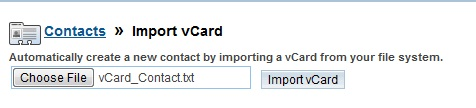 Contacts » Import vCard
Automatically create a new contact by importing a vCard from your file system.
Choose File vCard_Contact.txt Import vCard